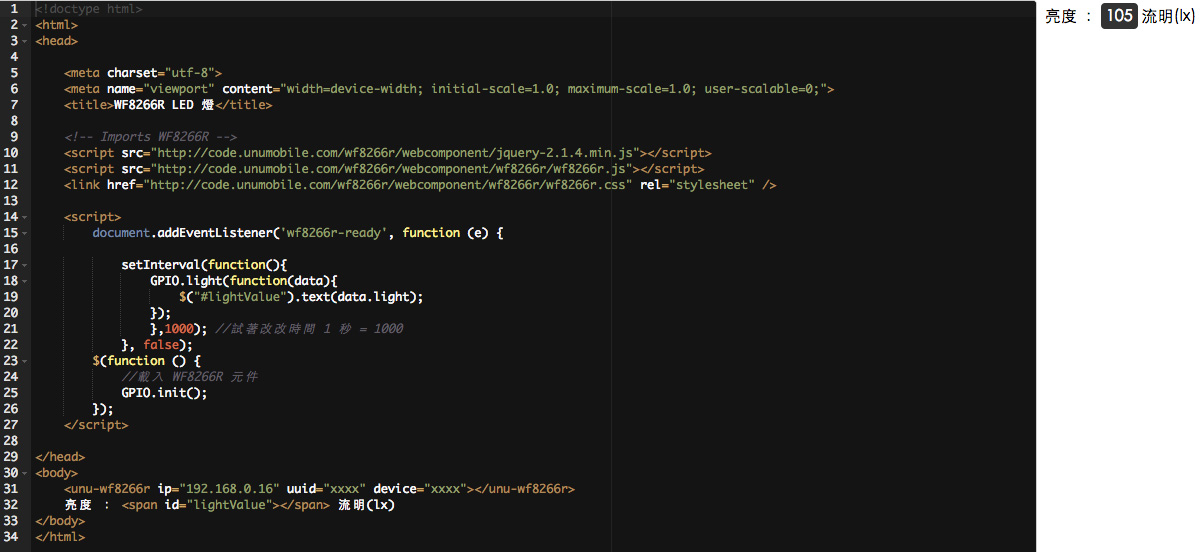 1 <!doctype html>
2 <html>
3 <head>
4
5 <meta charset="utf-8">
6 <meta name="viewport" content="width=device-width; initial-scale=1.0; maximum-scale=1.0; user-scalable=0;">
7 <title>WF8266R LED 燈</title>
8
9 <!-- Imports WF8266R -->
10 <script src="http://code.unumobile.com/wf8266r/webcomponent/jquery-2.1.4.min.js"></script>
11 <script src="http://code.unumobile.com/wf8266r/webcomponent/wf8266r/wf8266r.js"></script>
12 <link href="http://code.unumobile.com/wf8266r/webcomponent/wf8266r/wf8266r.css" rel="stylesheet" />
13
14 <script>
15 document.addEventListener('wf8266r-ready', function (e) {
16
17 setInterval(function(){
18 GPIO.light(function(data){
19 $("#lightValue").text(data.light);
20 });
21 },1000); //試著改改時間 1 秒 = 1000
22 }, false);
23 $(function () {
24 //載入 WF8266R 元件
25 GPIO.init();
26 });
27 </script>
28
29 </head>
30 <body>
31 <unu-wf8266r ip="192.168.0.16" uuid="xxxx" device="xxxx"></unu-wf8266r>
32 亮度 : <span id="lightValue"></span> 流明(lx)
33 </body>
34 </html>
亮度 : 105 流明(lx)